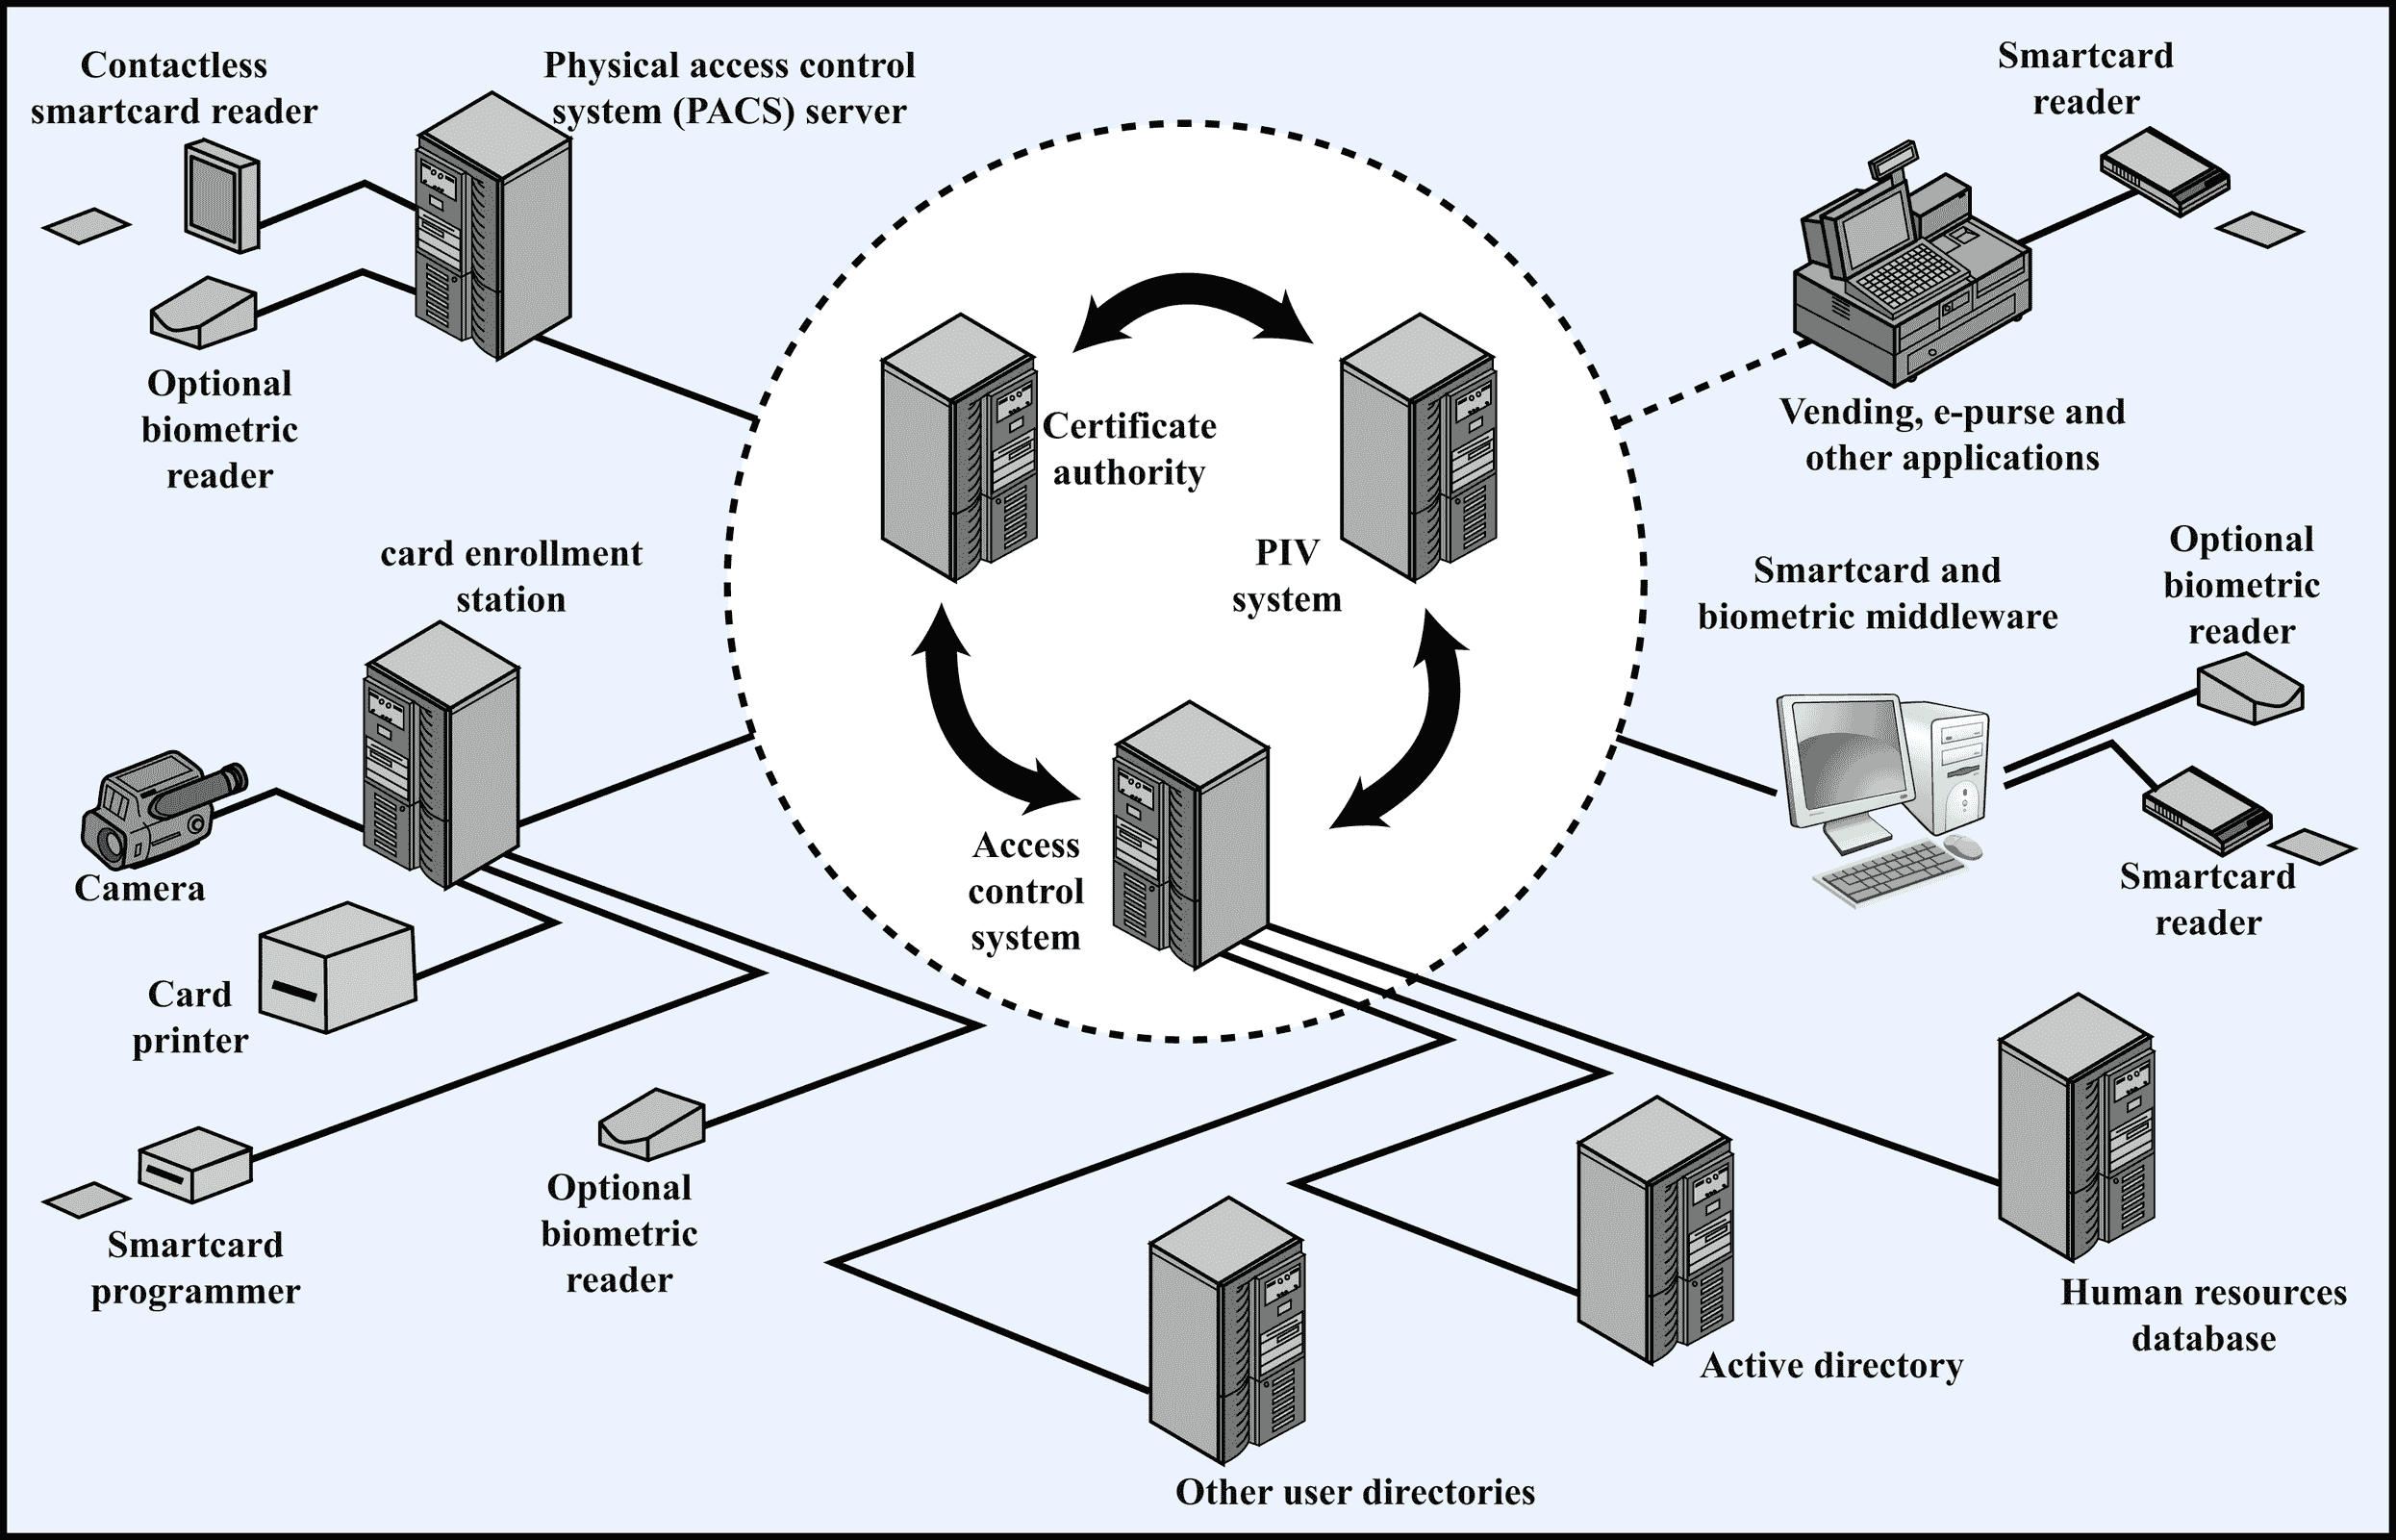 Contactless
smartcard reader
Physical access control
system (PACS) server
Smartcard
reader
Optional
biometric
reader
Certificate
authority
PIV
system
Vending, e-purse and
other applications
card enrollment
station
Smartcard and
biometric middleware
Optional
biometric
reader
Camera
Access
control
system
Smartcard
reader
Card
printer
Smartcard
programmer
Optional
biometric
reader
Human resources
database
Active directory
Other user directories